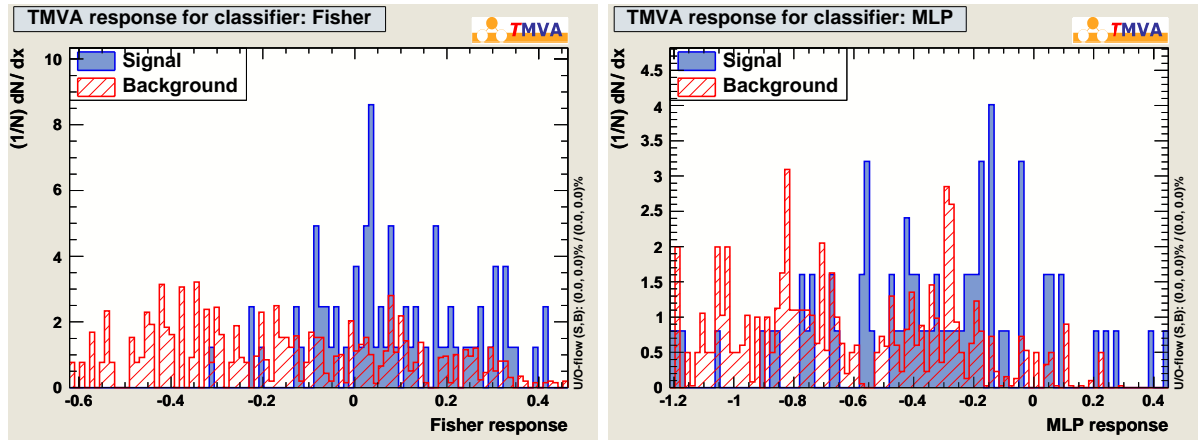 TMVA response for classifier: Fisher
TMVA
Signal
Background
(1/N) dN/ dx
10
8
6
4
2
0
-0.6 -0.4 -0.2 0 0.2 0.4
Fisher response
U/O-flow (S,B): (0.0, 0.0)% / (0.0, 0.0)%
TMVA response for classifier: MLP
TMVA
Signal
Background
(1/N) dN/ dx
4.5
4
3.5
3
2.5
2
1.5
1
0.5
0
-1.2 -1 -0.8 -0.6 -0.4 -0.2 0 0.2 0.4
MLP response
U/O-flow (S,B): (0.0, 0.0)% / (0.0, 0.0)%